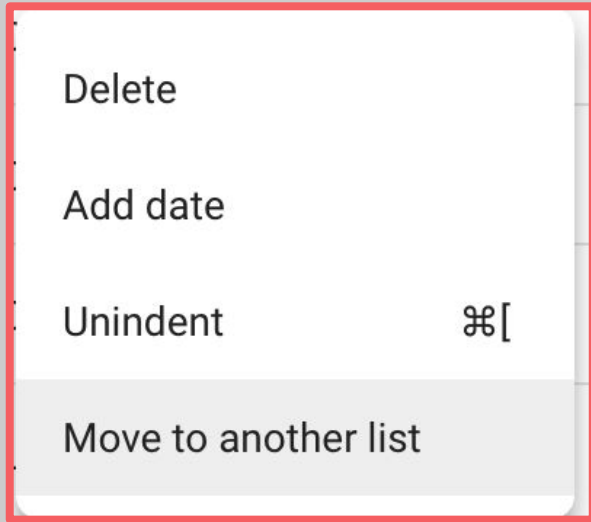 Delete
Add date
Unindent ⌘[
Move to another list